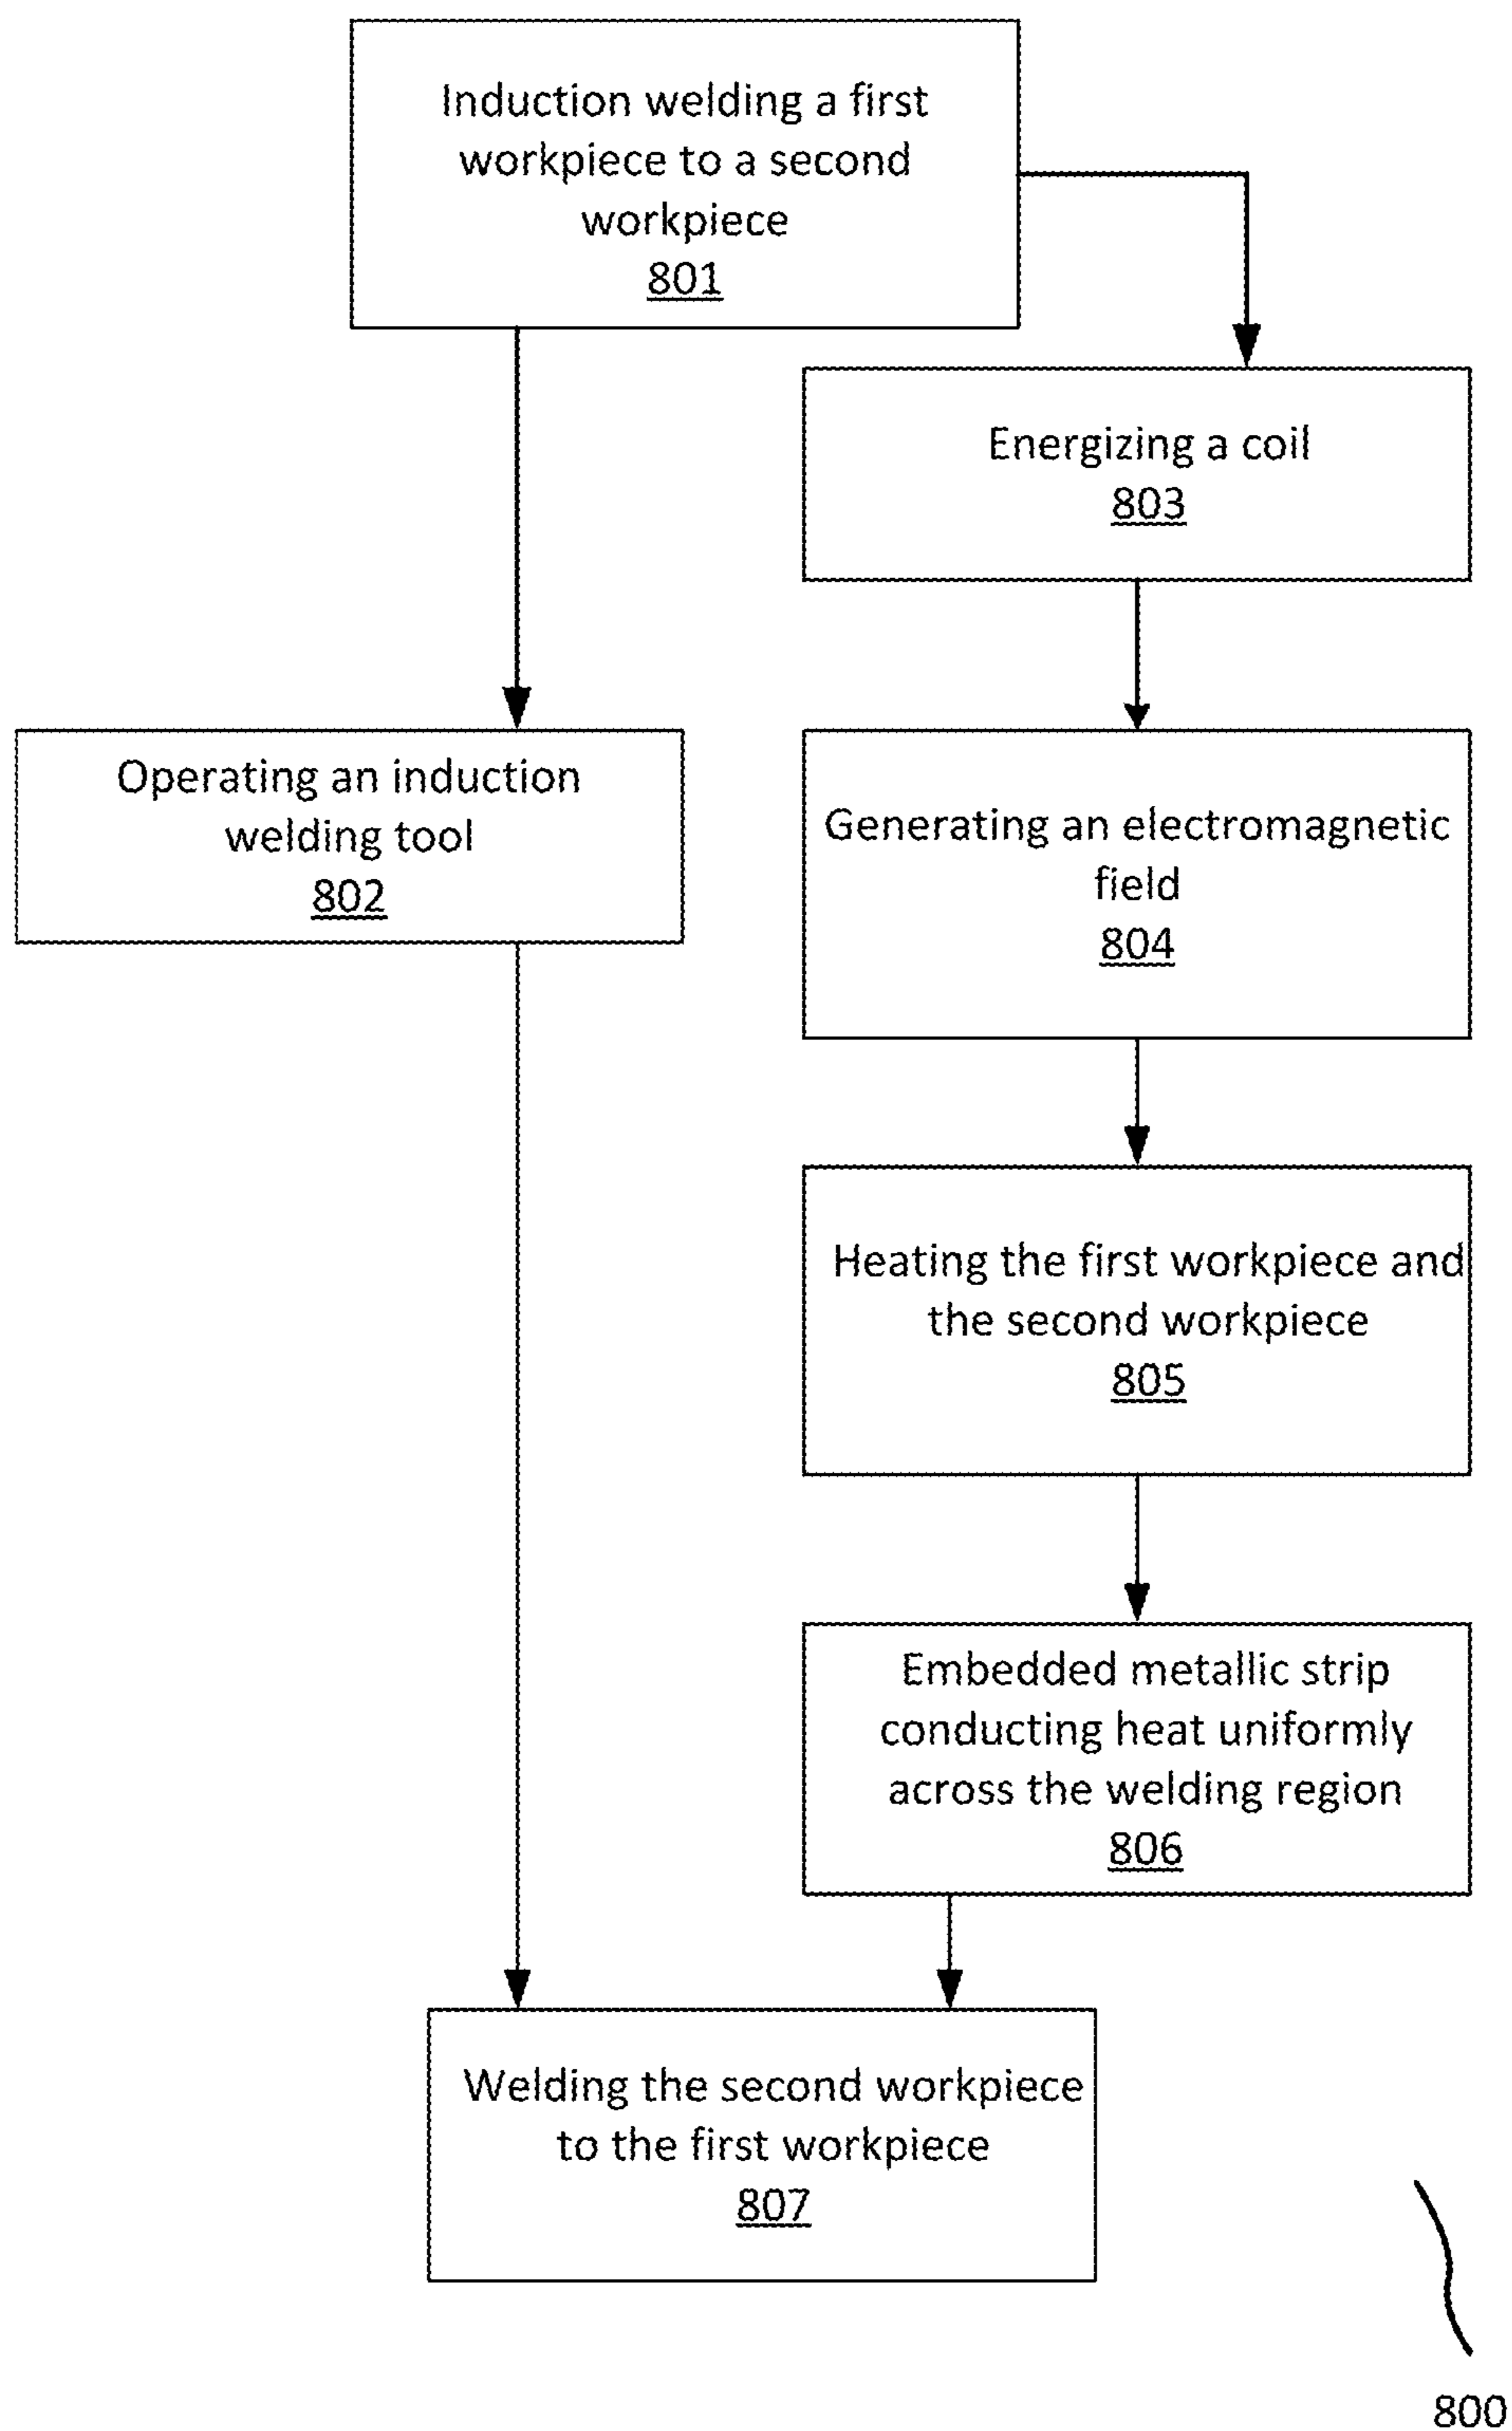 Induction welding a first
workpiece to a second
workpiece
801
Energizing a coil
803
Operating an induction
welding tool
802
Generating an electromagnetic
field
804
Heating the first workpiece and
the second workpiece
805
Embedded metallic strip
conducting heat uniformly
across the welding region
806
Welding the second workpiece
to the first workpiece
807
800